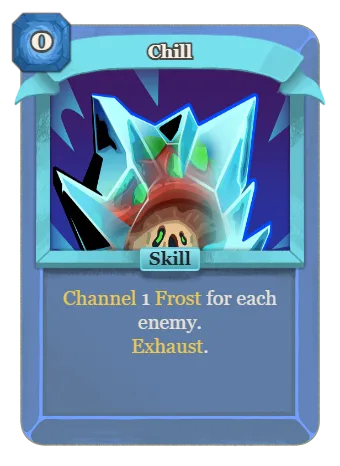 0
Chill
Skill
Channel 1 Frost for each
enemy.
Exhaust.